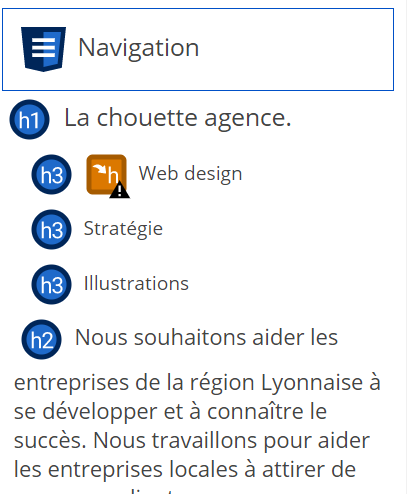 Navigation
h1 La chouette agence.
h3 h Web design
h3 Stratégie
h3 Illustrations
h2 Nous souhaitons aider les
entreprises de la région Lyonnaise à
se développer et à connaître le
succès. Nous travaillons pour aider
les entreprises locales à attirer de